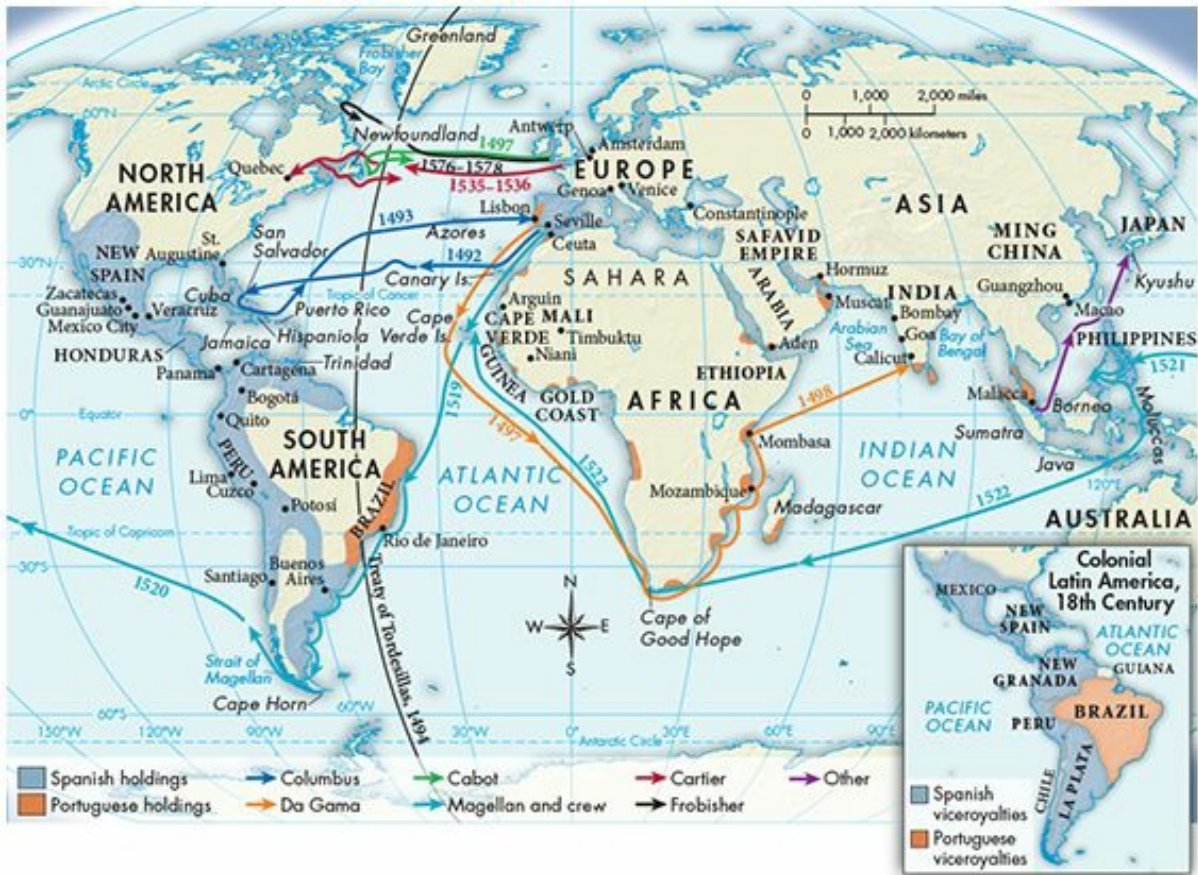 Greenland
Frobisher
Bay
Arctic Circle
60°N
Newfoundland
1497
1576–1578
1535–1536
Quebec
NORTH
AMERICA
Antwerp
Amsterdam
EUROPE
Genoa
Venice
Constantinople
Lisbon
Seville
Ceuta
Azores
1493
1492
Canary Is.
0 1,000 2,000 miles
0 1,000 2,000 kilometers
ASIA
SAFAVID
EMPIRE
MING
CHINA
JAPAN
Kyushu
30°N
NEW
SPAIN
St.
Augustine
San
Salvador
Zacatecas
Guanajuato
Mexico City
Veracruz
Cuba
Tropic of Cancer
Puerto Rico
Jamaica
Hispaniola
HONDURAS
Panama
Cartagena
Trinidad
Bogotá
Quito
0°
Equator
SAHARA
Arguin
CAPE
VERDE
Cape
Verde Is.
MALI
Timbuktu
Niani
GUINEA
GOLD
COAST
AFRICA
ETHIOPIA
ARABIA
Aden
Hormuz
Muscat
Arabian
Sea
INDIA
Bombay
Goa
Calicut
Bay of
Bengal
Guangzhou
Macao
PHILIPPINES
1521
Malacca
Borneo
Moluccas
Sumatra
Java
1519
1497
1498
1522
Mombasa
Mozambique
Madagascar
INDIAN
OCEAN
1522
120°E
AUSTRALIA
PACIFIC
OCEAN
SOUTH
AMERICA
PERU
Lima
Cuzco
Potosí
BRAZIL
Rio de Janeiro
ATLANTIC
OCEAN
Tropic of Capricorn
30°S
1520
Santiago
Buenos
Aires
Treaty of Tondesillas, 1494
N
W E
S
Cape of
Good Hope
Strait of
Magellan
Cape Horn
60°S
150°W
120°W
90°W
60°W
30°W
0°
30°E
60°E
90°E
Antarctic Circle
Spanish holdings
Portuguese holdings
Columbus
Da Gama
Cabot
Magellan and crew
Cartier
Frobisher
Other
Colonial
Latin America,
18th Century
MEXICO
NEW
SPAIN
ATLANTIC
OCEAN
GUIANA
NEW
GRANADA
PACIFIC
OCEAN
PERU
BRAZIL
CHILE
LA PLATA
Spanish
viceroyalties
Portuguese
viceroyalties